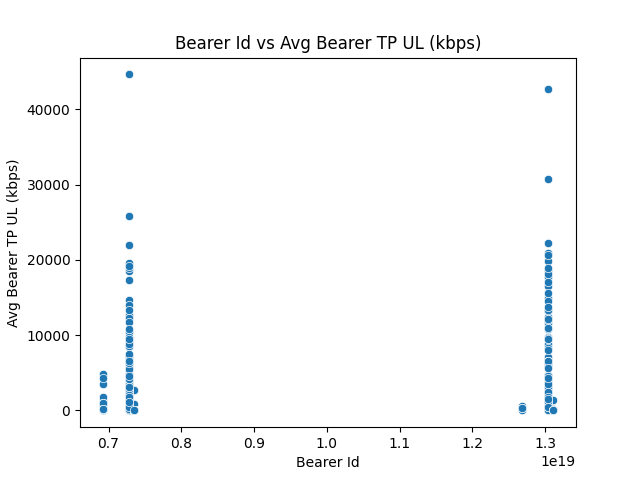 Bearer Id vs Avg Bearer TP UL (kbps)
Avg Bearer TP UL (kbps)
40000
30000
20000
10000
0
0.7 0.8 0.9 1.0 1.1 1.2 1.3
1e19
Bearer Id